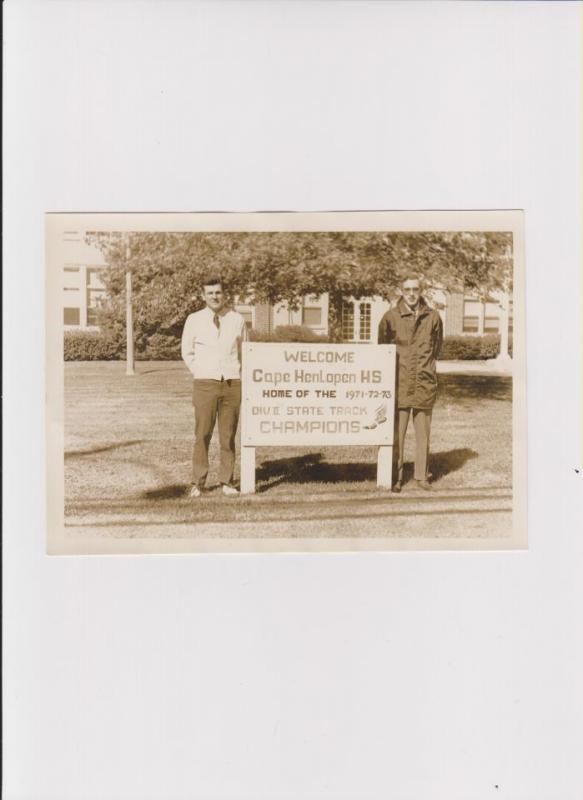 WELCOME
Cape Henlopen HS
HOME OF THE 1971-72-73
DIV II STATE TRACK
CHAMPIONS